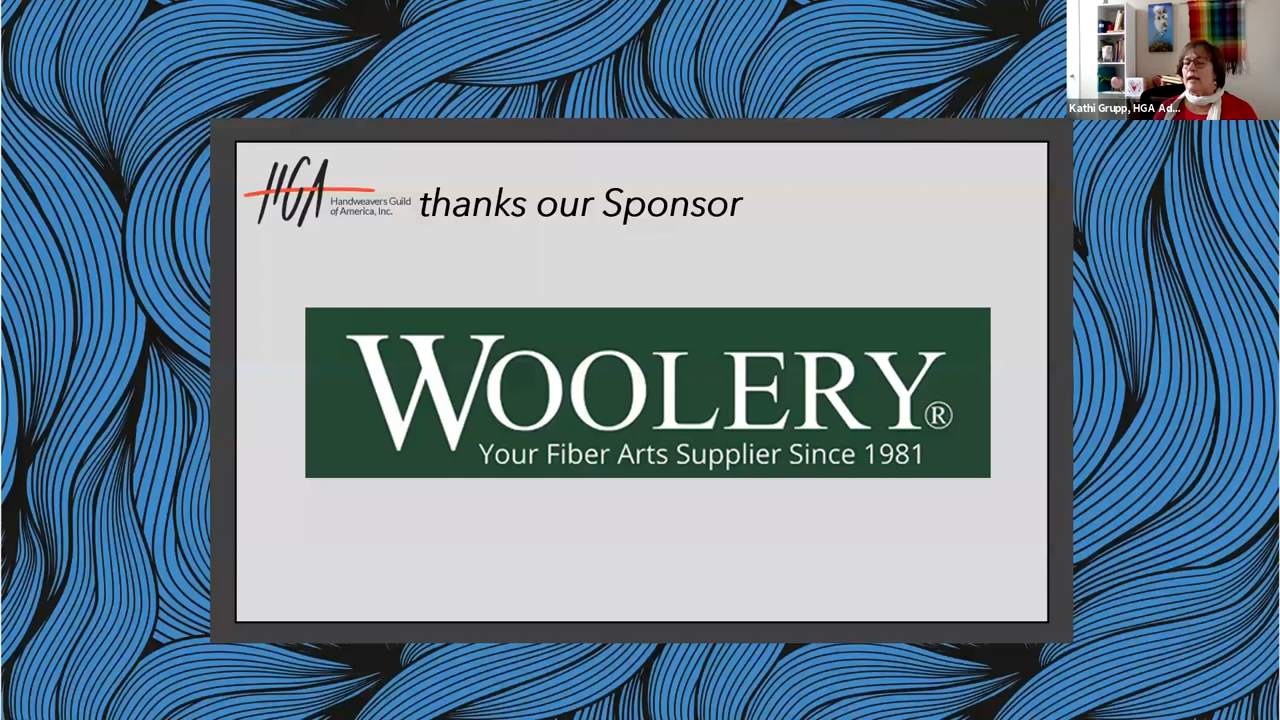 Kathi Grupp, HGA Ad...
HGA
Handweavers Guild
of America, Inc.
thanks our Sponsor
WOOLERY®
Your Fiber Arts Supplier Since 1981